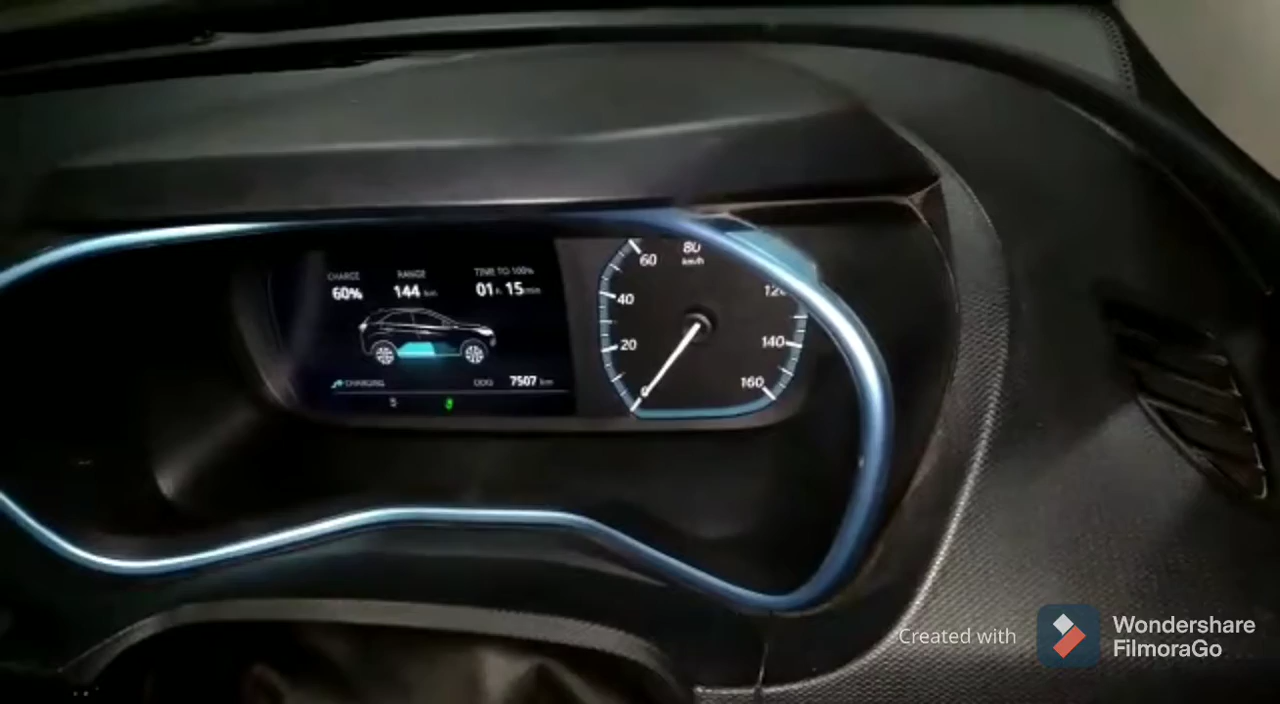 CHARGE RANGE TIME TO 100%
60% 144 km 01 h 15 min
CHARGING ODO 7507 km
80
km/h
60
40
20
0
140
160
Created with
Wondershare
FilmoraGo